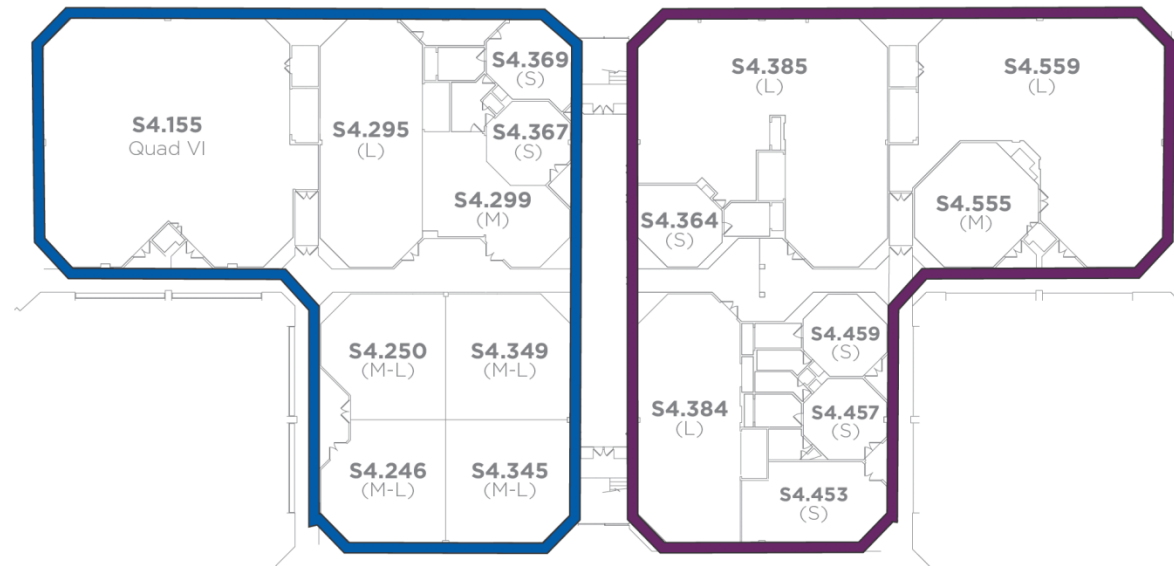 S4.155
Quad VI
S4.295
(L)
S4.369
(S)
S4.367
(S)
S4.299
(M)
S4.250
(M-L)
S4.349
(M-L)
S4.246
(M-L)
S4.345
(M-L)
S4.385
(L)
S4.559
(L)
S4.364
(S)
S4.555
(M)
S4.384
(L)
S4.459
(S)
S4.457
(S)
S4.453
(S)